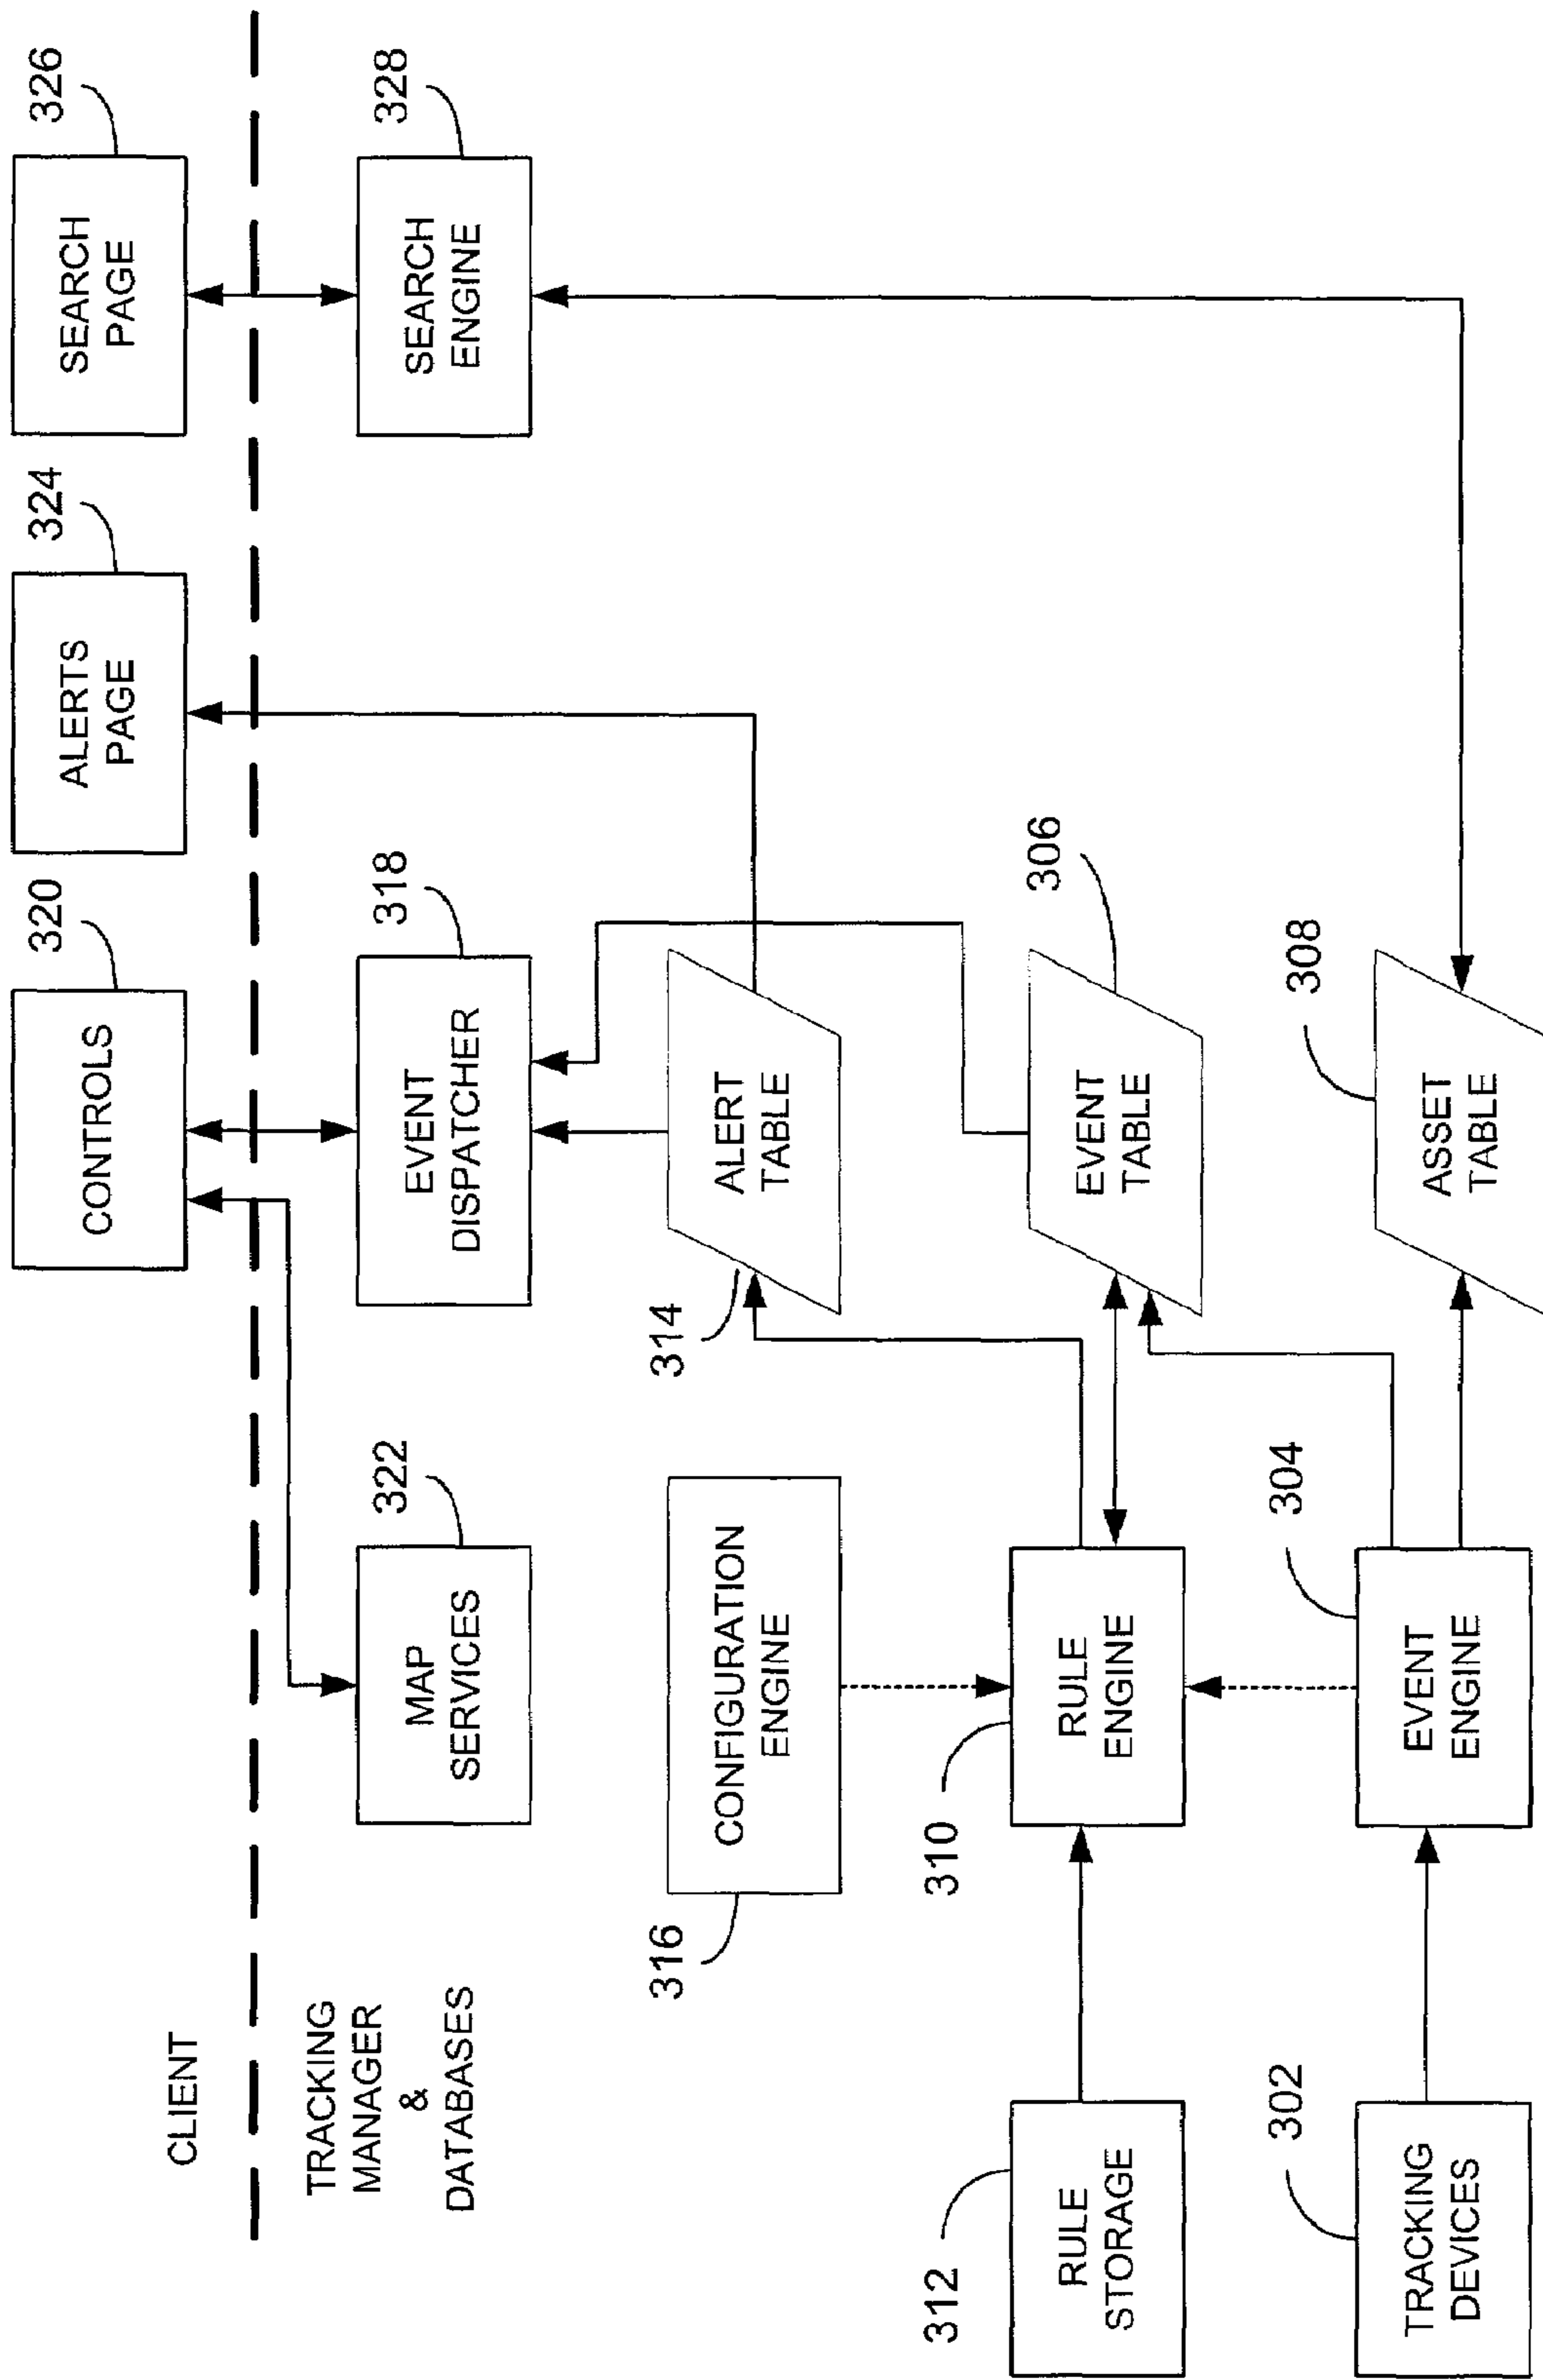 CLIENT
TRACKING
MANAGER
&
DATABASES
CONTROLS
320
ALERTS
PAGE
324
SEARCH
PAGE
326
MAP
SERVICES
322
EVENT
DISPATCHER
318
SEARCH
ENGINE
328
CONFIGURATION
ENGINE
316
ALERT
TABLE
314
RULE
STORAGE
312
RULE
ENGINE
310
EVENT
TABLE
306
TRACKING
DEVICES
302
EVENT
ENGINE
304
ASSET
TABLE
308